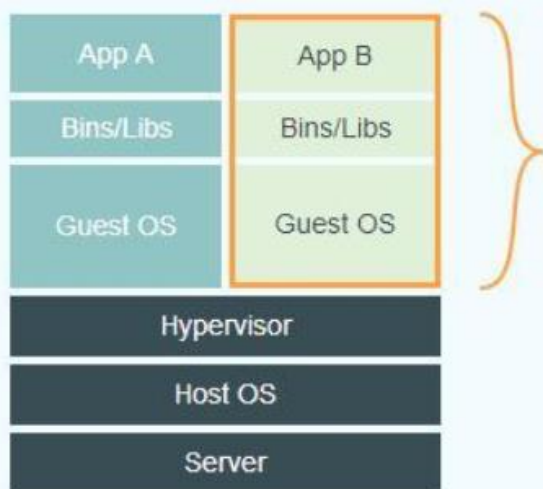 App A
App B
Bins/Libs
Bins/Libs
Guest OS
Guest OS
Hypervisor
Host OS
Server